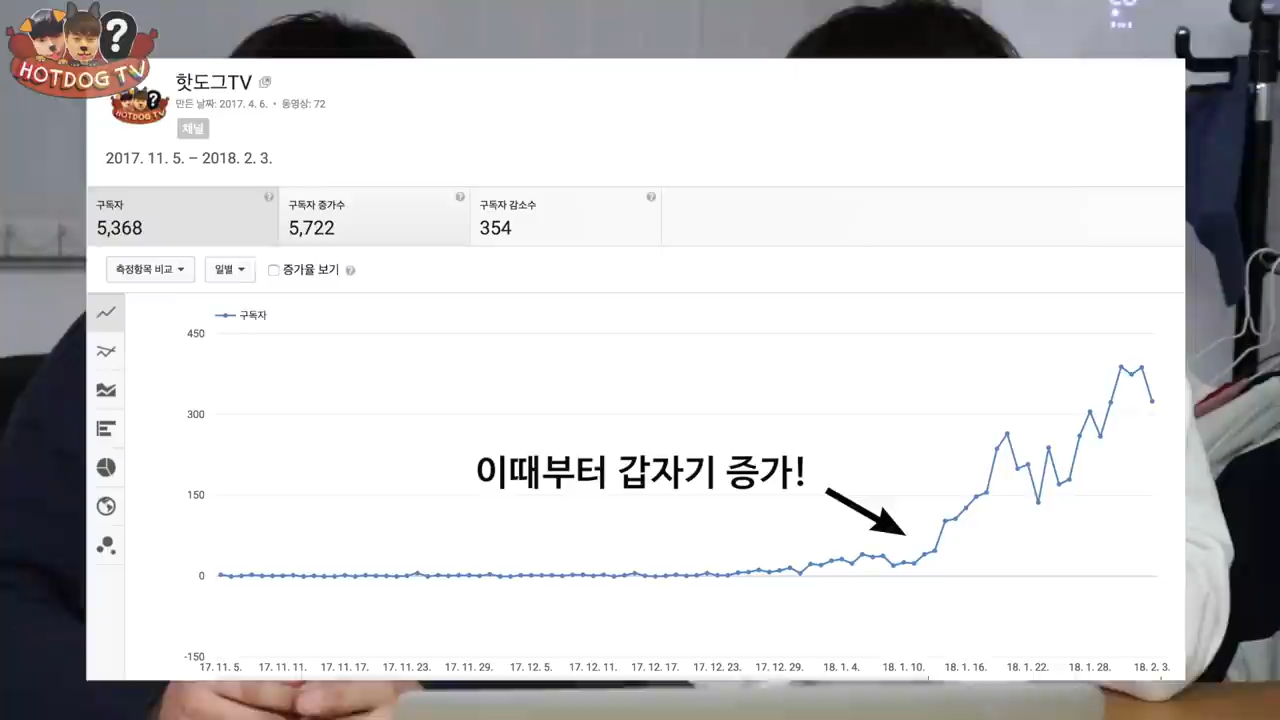 ?
HOTDOG TV
핫도그TV
만든 날짜: 2017. 4. 6. • 동영상: 72
?
HOTDOG TV
채널
2017. 11. 5. – 2018. 2. 3.
구독자 ?
5,368
구독자 증가수 ?
5,722
구독자 감소수 ?
354
측정항목 비교 일별 증가율 보기 ?
구독자
450
300
이때부터 갑자기 증가!
150
0
-150
17. 11. 5. 17. 11. 11. 17. 11. 17. 17. 11. 23. 17. 11. 29. 17. 12. 5. 17. 12. 11. 17. 12. 17. 17. 12. 23. 17. 12. 29. 18. 1. 4. 18. 1. 10. 18. 1. 16. 18. 1. 22. 18. 1. 28. 18. 2. 3.